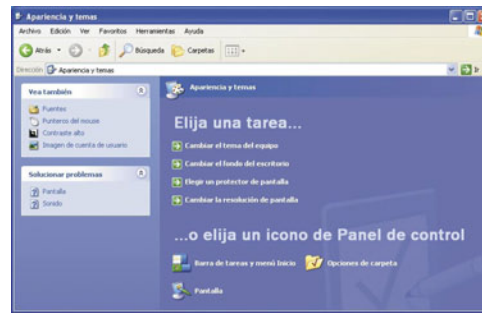 Apariencia y temas
Archivo Edición Ver Favoritos Herramientas Ayuda
Atrás Búsqueda Carpetas
Dirección Apariencia y temas Ir
Vea también
Fuentes
Punteros del mouse
Contraste alto
Imagen de cuenta de usuario
Solucionar problemas
Pantalla
Sonido
Apariencia y temas
Elija una tarea...
Cambiar el tema del equipo
Cambiar el fondo del escritorio
Elegir un protector de pantalla
Cambiar la resolución de pantalla
...o elija un icono de Panel de control
Barra de tareas y menú Inicio Opciones de carpeta
Pantalla